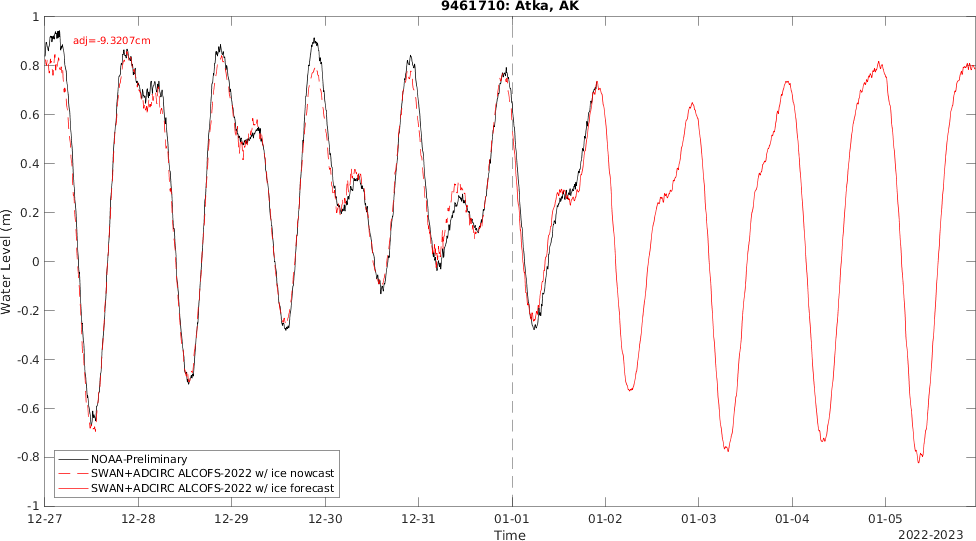 9461710: Atka, AK
adj=-9.3207cm
1
0.8
0.6
0.4
0.2
0
-0.2
-0.4
-0.6
-0.8
-1
Water Level (m)
NOAA-Preliminary
SWAN+ADCIRC ALCOFS-2022 w/ ice nowcast
SWAN+ADCIRC ALCOFS-2022 w/ ice forecast
12-27 12-28 12-29 12-30 12-31 01-01 01-02 01-03 01-04 01-05
Time
2022-2023